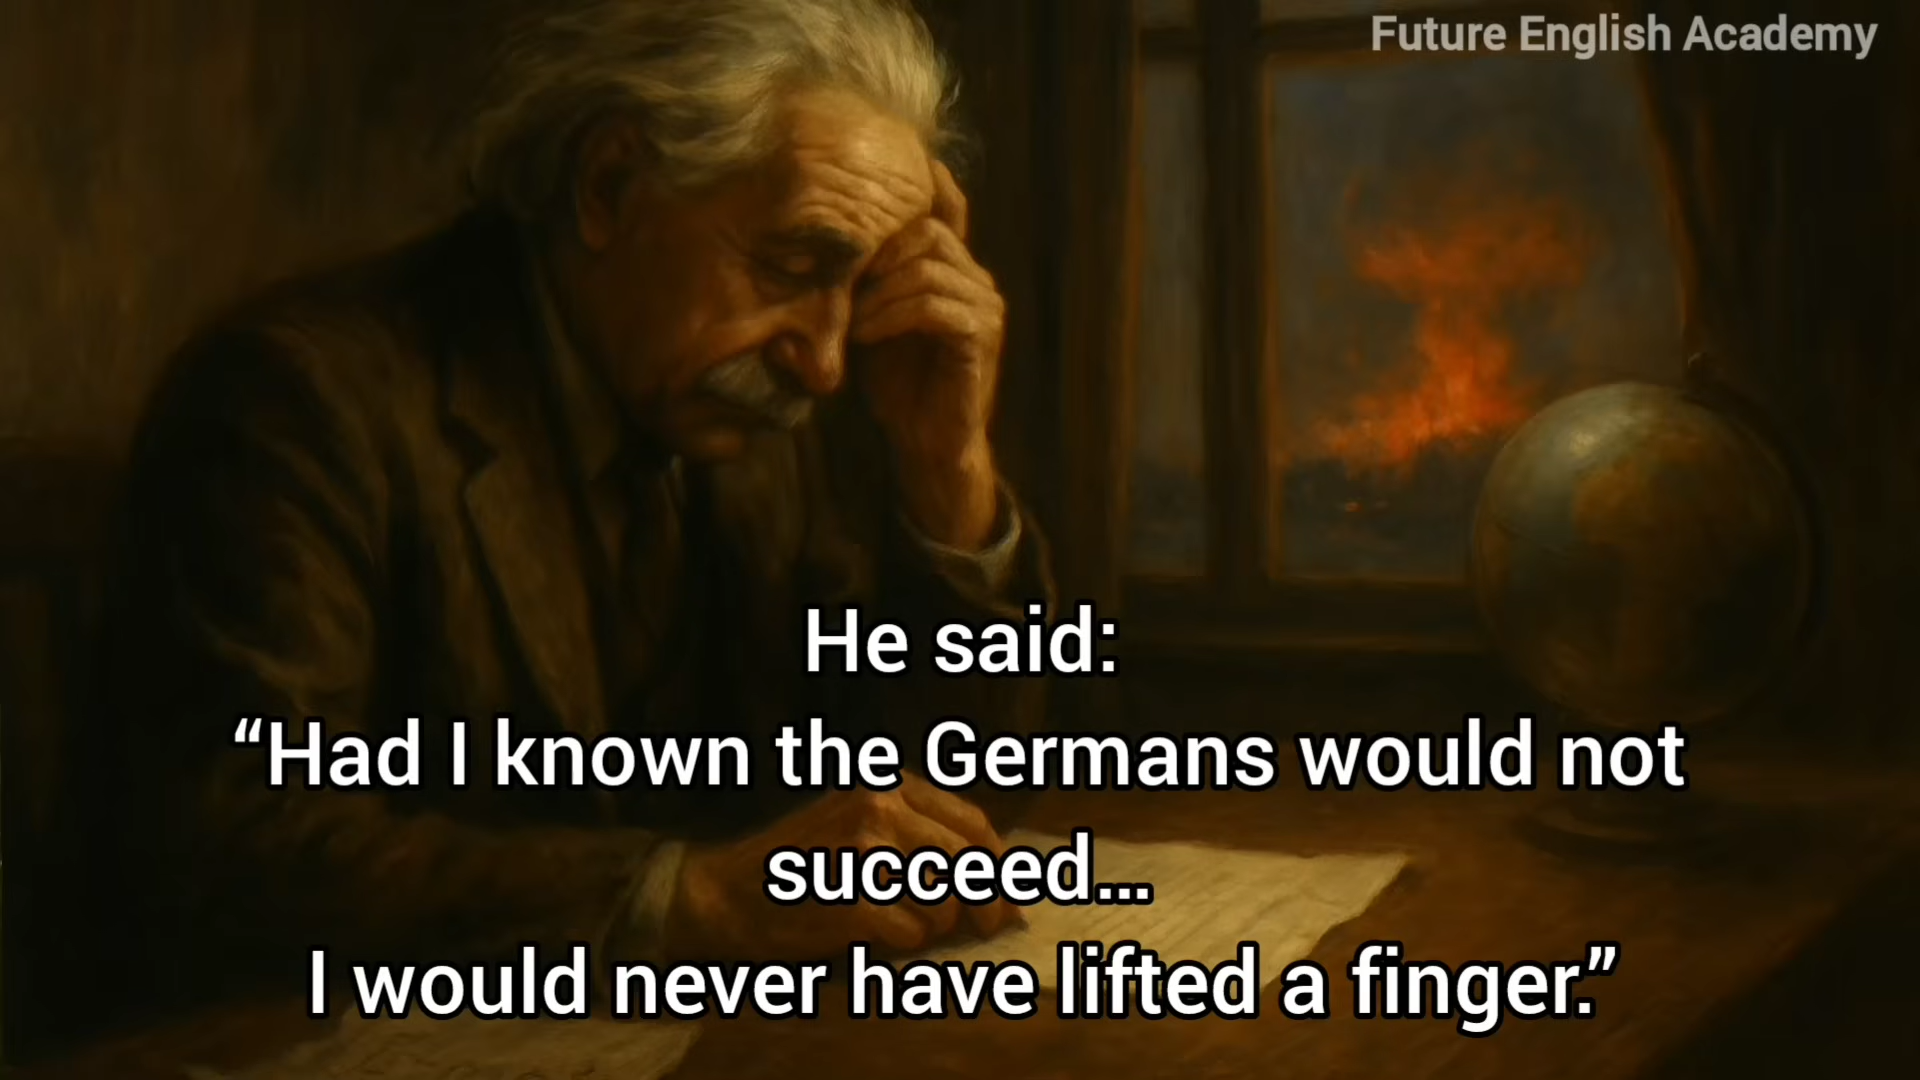 Future English Academy
He said:
“Had I known the Germans would not
succeed...
I would never have lifted a finger.”